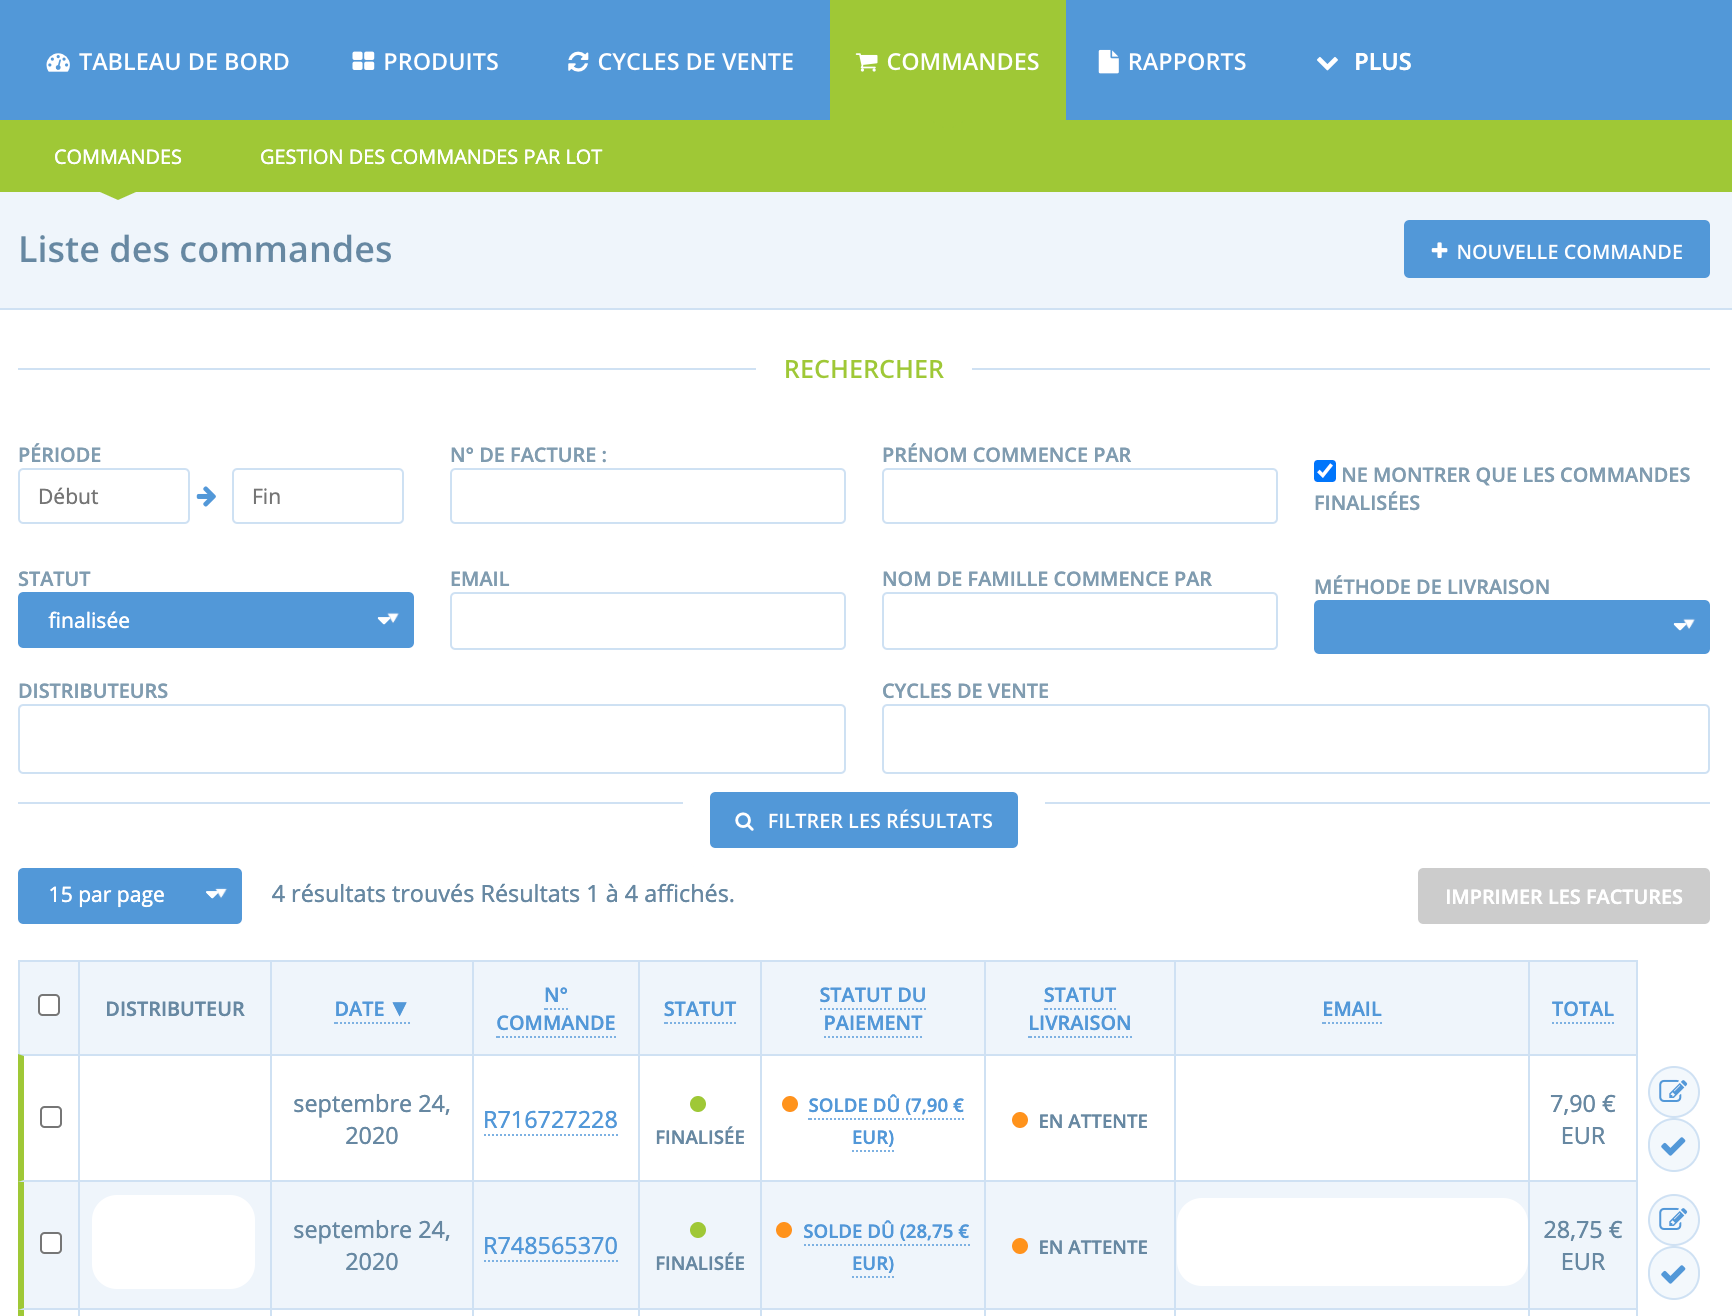 TABLEAU DE BORD PRODUITS CYCLES DE VENTE COMMANDES RAPPORTS PLUS
COMMANDES GESTION DES COMMANDES PAR LOT
Liste des commandes
NOUVELLE COMMANDE
RECHERCHER
PÉRIODE
Début
Fin
N° DE FACTURE :
PRÉNOM COMMENCE PAR
NE MONTRER QUE LES COMMANDES
FINALISÉES
STATUT
finalisée
EMAIL
NOM DE FAMILLE COMMENCE PAR
MÉTHODE DE LIVRAISON
DISTRIBUTEURS
CYCLES DE VENTE
FILTRER LES RÉSULTATS
15 par page
4 résultats trouvés Résultats 1 à 4 affichés.
IMPRIMER LES FACTURES
DISTRIBUTEUR
DATE ▼
N°
COMMANDE
STATUT
STATUT DU
PAIEMENT
STATUT
LIVRAISON
EMAIL
TOTAL
septembre 24,
2020
R716727228
FINALISÉE
SOLDE DÛ (7,90 €
EUR)
EN ATTENTE
7,90 €
EUR
septembre 24,
2020
R748565370
FINALISÉE
SOLDE DÛ (28,75 €
EUR)
EN ATTENTE
28,75 €
EUR